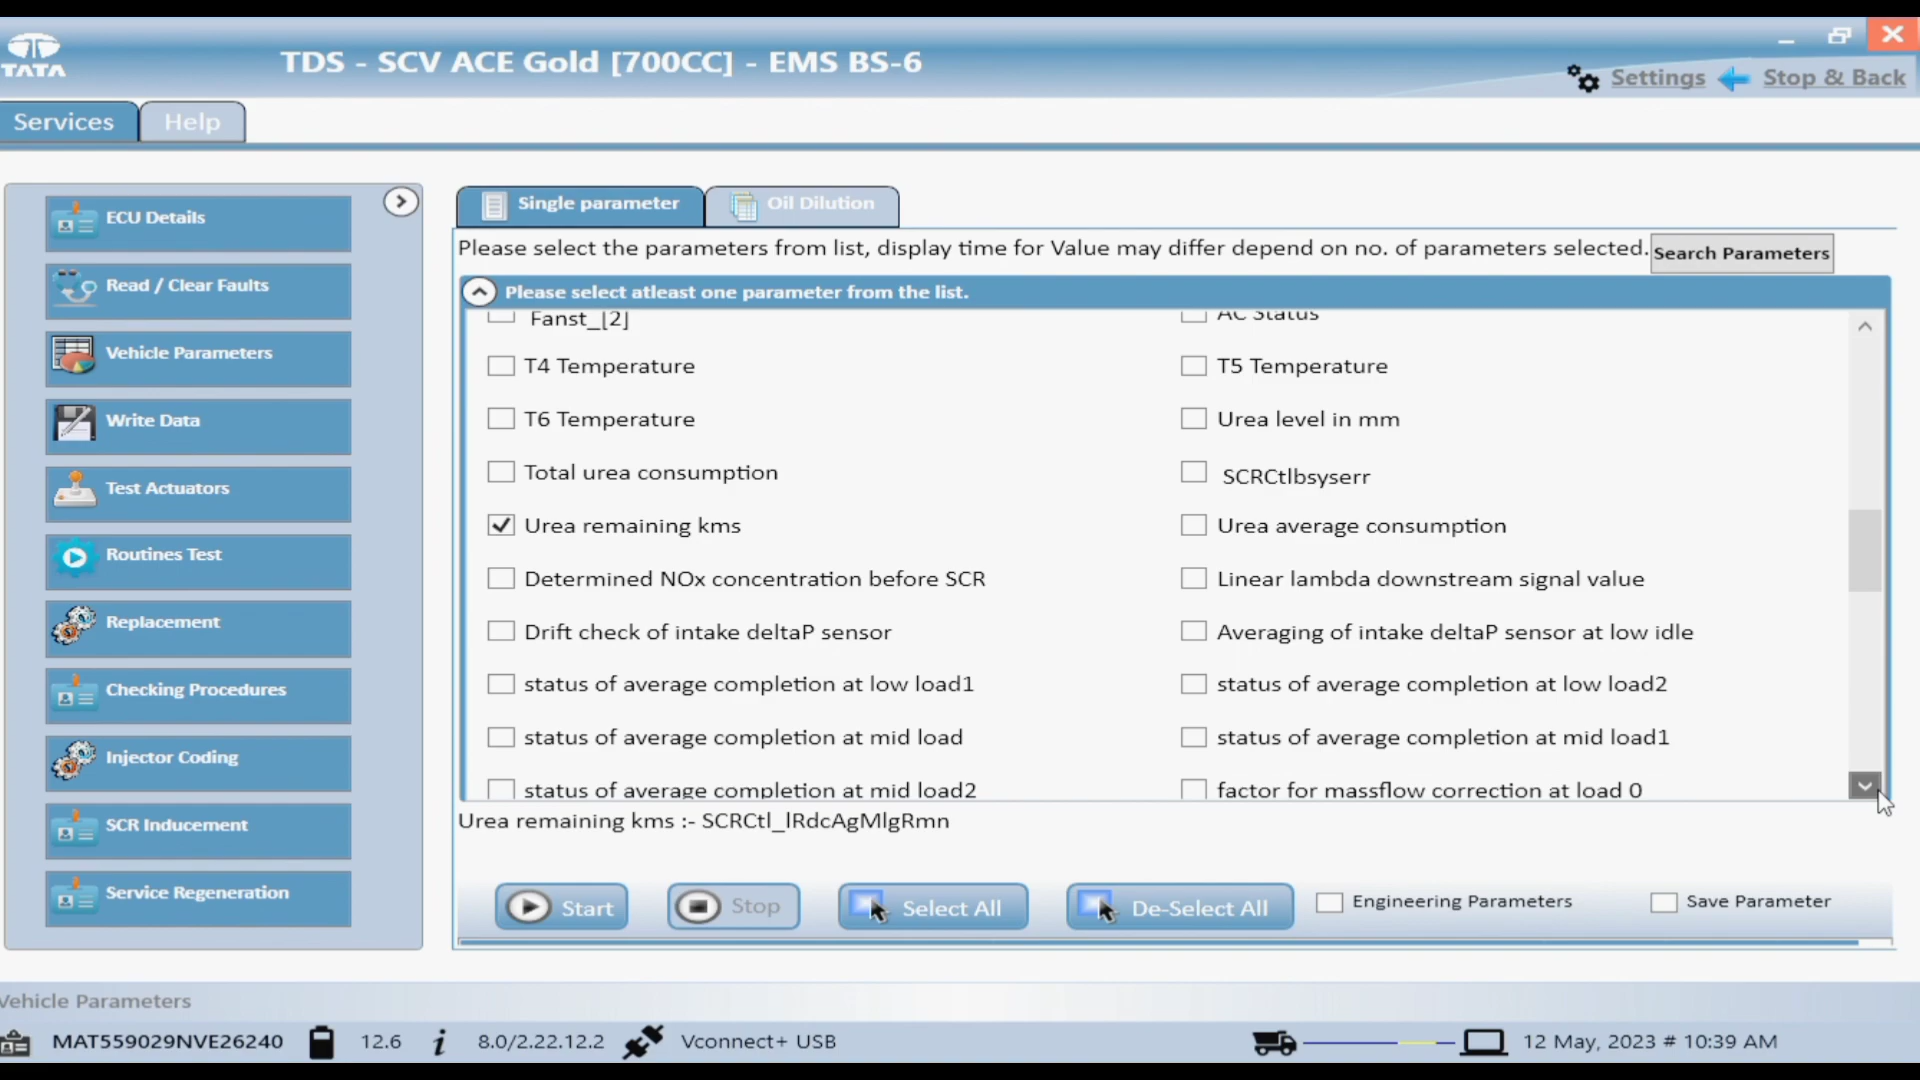 TATA
TDS - SCV ACE Gold [700CC] - EMS BS-6
Settings
Stop & Back
Services
Help
ECU Details
Read / Clear Faults
Vehicle Parameters
Write Data
Test Actuators
Routines Test
Replacement
Checking Procedures
Injector Coding
SCR Inducement
Service Regeneration
Single parameter
Oil Dilution
Please select the parameters from list, display time for Value may differ depend on no. of parameters selected.
Search Parameters
Please select atleast one parameter from the list.
Fanst_[2]
AC Status
T4 Temperature
T5 Temperature
T6 Temperature
Urea level in mm
Total urea consumption
SCRCtlbsyserr
Urea remaining kms
Urea average consumption
Determined NOx concentration before SCR
Linear lambda downstream signal value
Drift check of intake deltaP sensor
Averaging of intake deltaP sensor at low idle
status of average completion at low load1
status of average completion at low load2
status of average completion at mid load
status of average completion at mid load1
status of average completion at mid load2
factor for massflow correction at load 0
Urea remaining kms :- SCRCtl_lRdcAgMlgRmn
Start
Stop
Select All
De-Select All
Engineering Parameters
Save Parameter
Vehicle Parameters
MAT559029NVE26240
12.6
8.0/2.22.12.2
Vconnect+ USB
12 May, 2023 # 10:39 AM